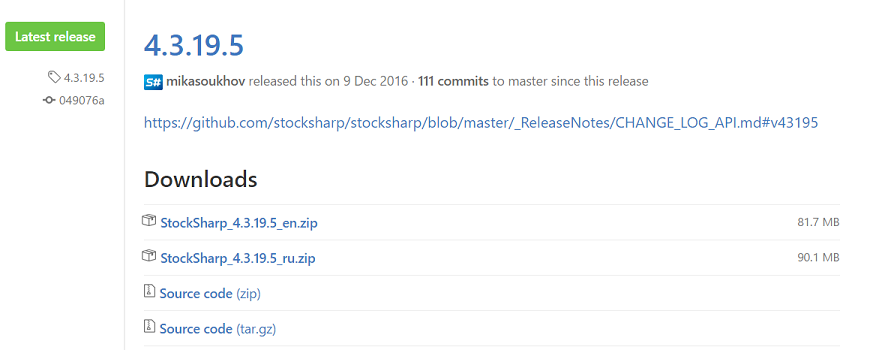 Latest release
4.3.19.5
049076a
4.3.19.5
S# mikasoukhov released this on 9 Dec 2016 · 111 commits to master since this release
https://github.com/stocksharp/stocksharp/blob/master/_ReleaseNotes/CHANGE_LOG_API.md#v43195
Downloads
StockSharp_4.3.19.5_en.zip 81.7 MB
StockSharp_4.3.19.5_ru.zip 90.1 MB
Source code (zip)
Source code (tar.gz)